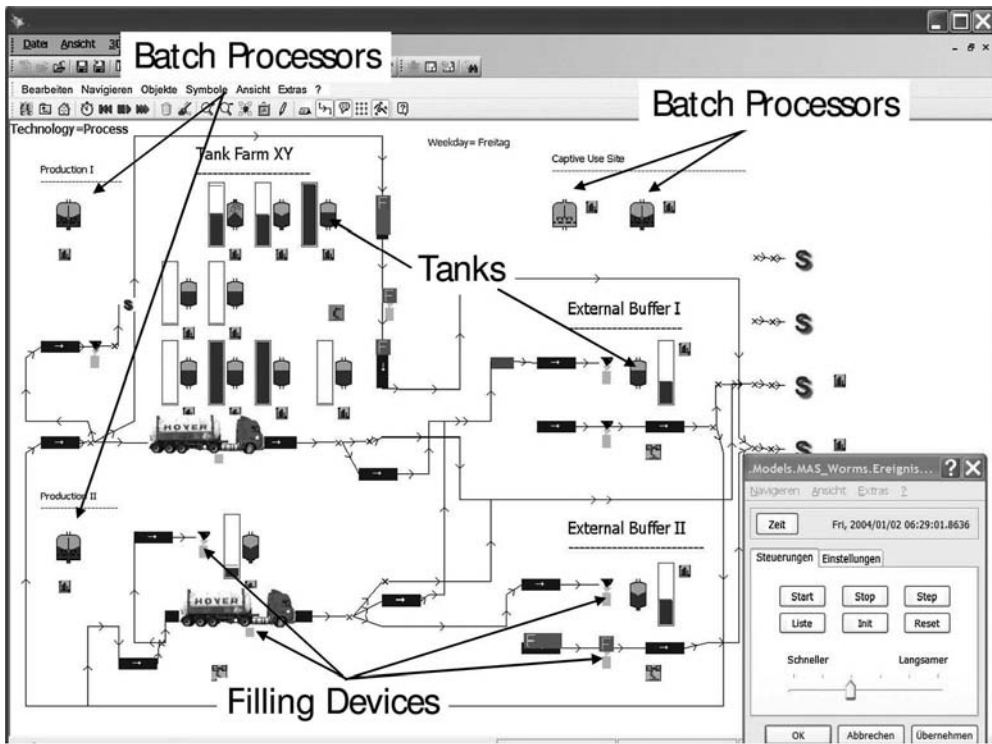 Datei Ansicht 3D
Batch Processors
Bearbeiten Navigieren Objekte Symbole Ansicht Extras ?
Batch Processors
Technology=Process
Weekday= Freitag
Tank Farm XY
Captive Use Site
Production I
F
Tanks
S
F
External Buffer I
S
S
F
S
HOYER
S
.Models.MAS_Worms.Ereignis...
Navigieren Ansicht Extras ?
Production II
External Buffer II
Zeit Fri, 2004/01/02 06:29:01.8636
Steuerungen Einstellungen
HOYER
Start Stop Step
Liste Init Reset
F F
Schneller Langsamer
Filling Devices
OK Abbrechen Übernehmen